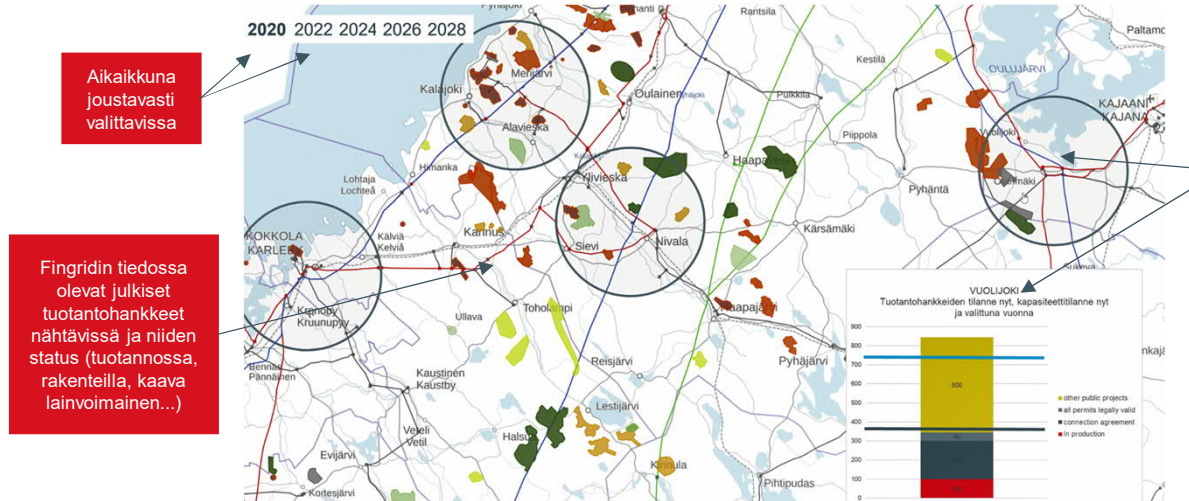 2020 2022 2024 2026 2028
Aikaikkuna
joustavasti
valittavissa
Fingridin tiedossa
olevat julkiset
tuotantohankkeet
nähtävissä ja niiden
status (tuotannossa,
rakenteilla, kaava
lainvoimainen...)
Pyhäjoki
Rantsila
Paltamo
Kestilä
OULUJÄRVI
Merijärvi
Kalajoki
Oulainen
Pulkkila
KAJAANI
KAJANA
Alavieska
Piippola
Vuolijoki
Himanka
Haapavesi
Ylivieska
Pyhäntä
Otanmäki
Lohtaja
Lochteå
KOKKOLA
KARLEBY
Kälviä
Kelviå
Kannus
Sievi
Nivala
Kärsämäki
Sukeva
Kronoby
Kruunupyy
Ullava
Toholampi
Haapajärvi
Reisjärvi
Pyhäjärvi
Bennäs
Pännäinen
Kaustinen
Kaustby
Lestijärvi
Veteli
Vetil
Halsua
Evijärvi
Kinnula
Kortesjärvi
Pihtipudas
VUOLIJOKI
Tuotantohankkeiden tilanne nyt, kapasiteettitilanne nyt
ja valittuna vuonna
900
800
700
600
500
400
300
200
100
0
500
other public projects
all permits legally valid
connection agreement
in production